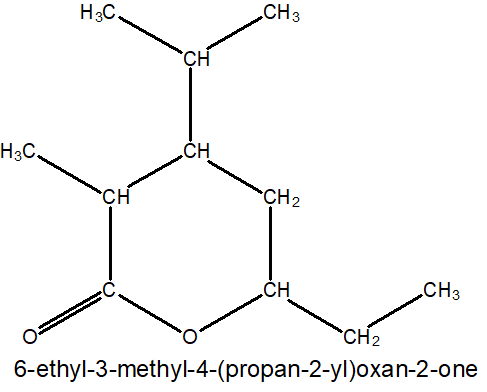 H₃C CH₃
CH
H₃C CH
CH CH₂
C CH CH₃
O O CH₂
6-ethyl-3-methyl-4-(propan-2-yl)oxan-2-one